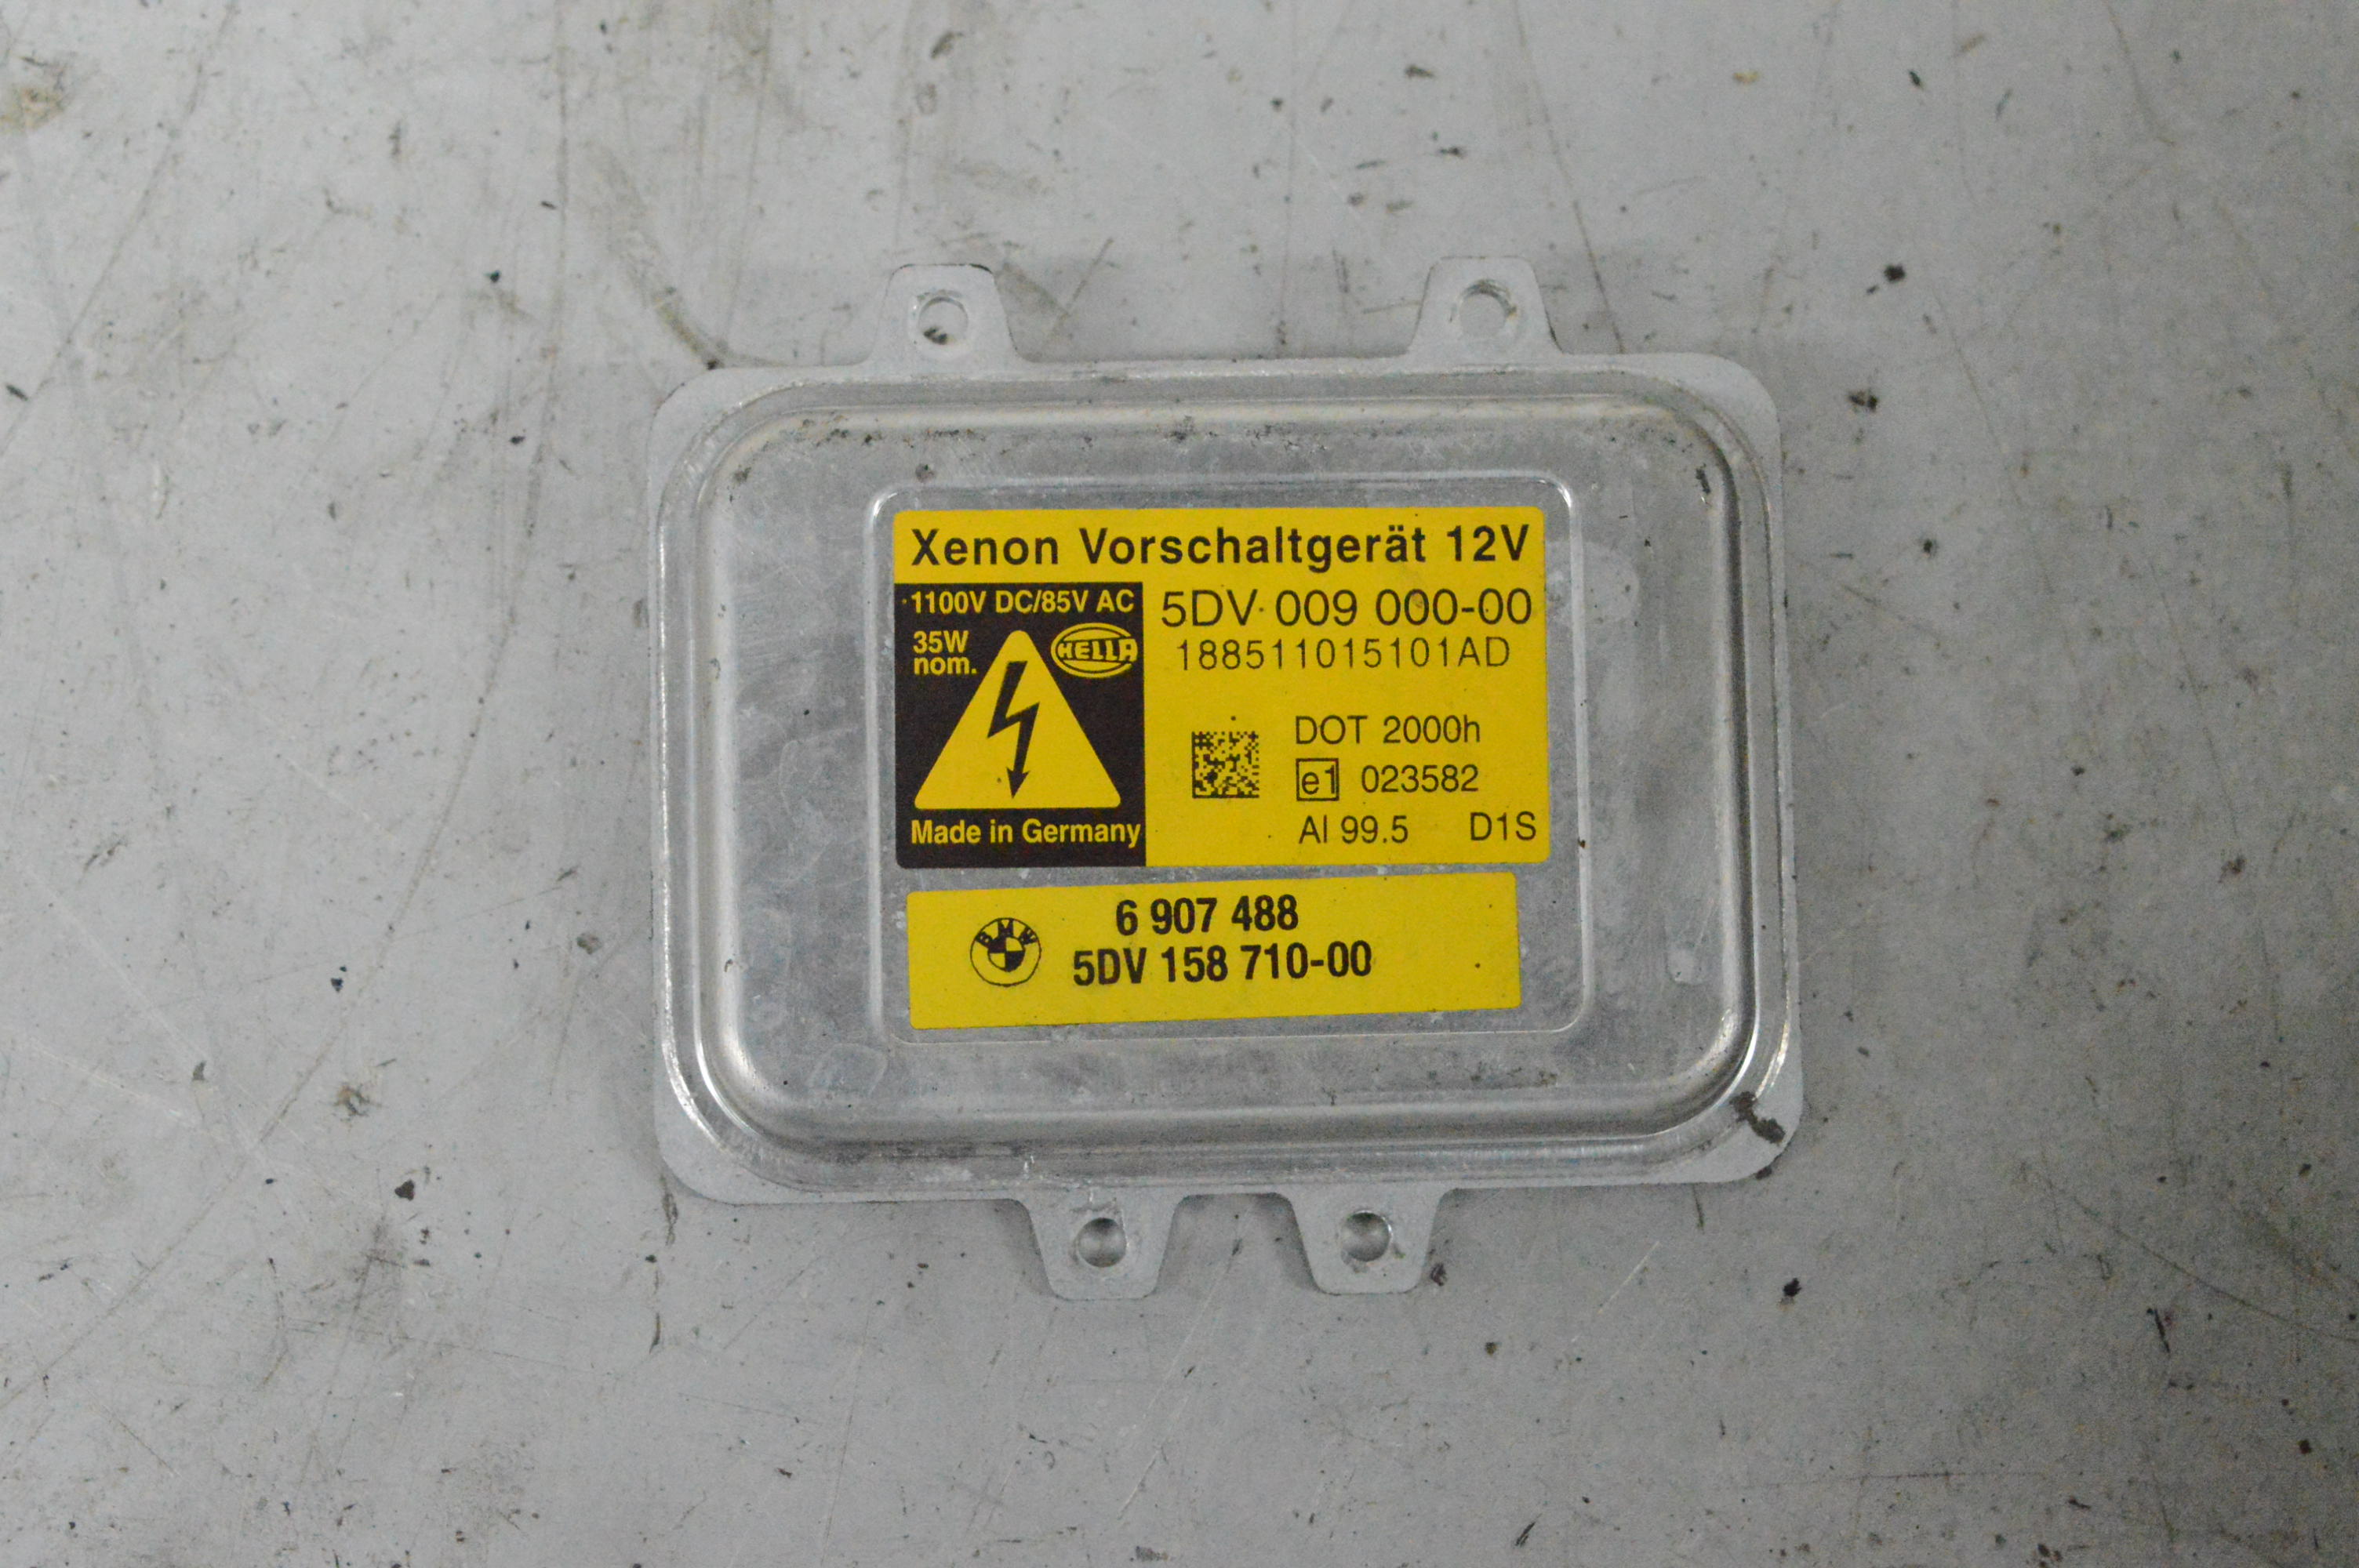 Xenon Vorschaltgerät 12V
1100V DC/85V AC
35W
nom.
HELLA
Made in Germany
5DV 009 000-00
188511015101AD
DOT 2000h
e1 023582
Al 99.5 D1S
BMW
6 907 488
5DV 158 710-00